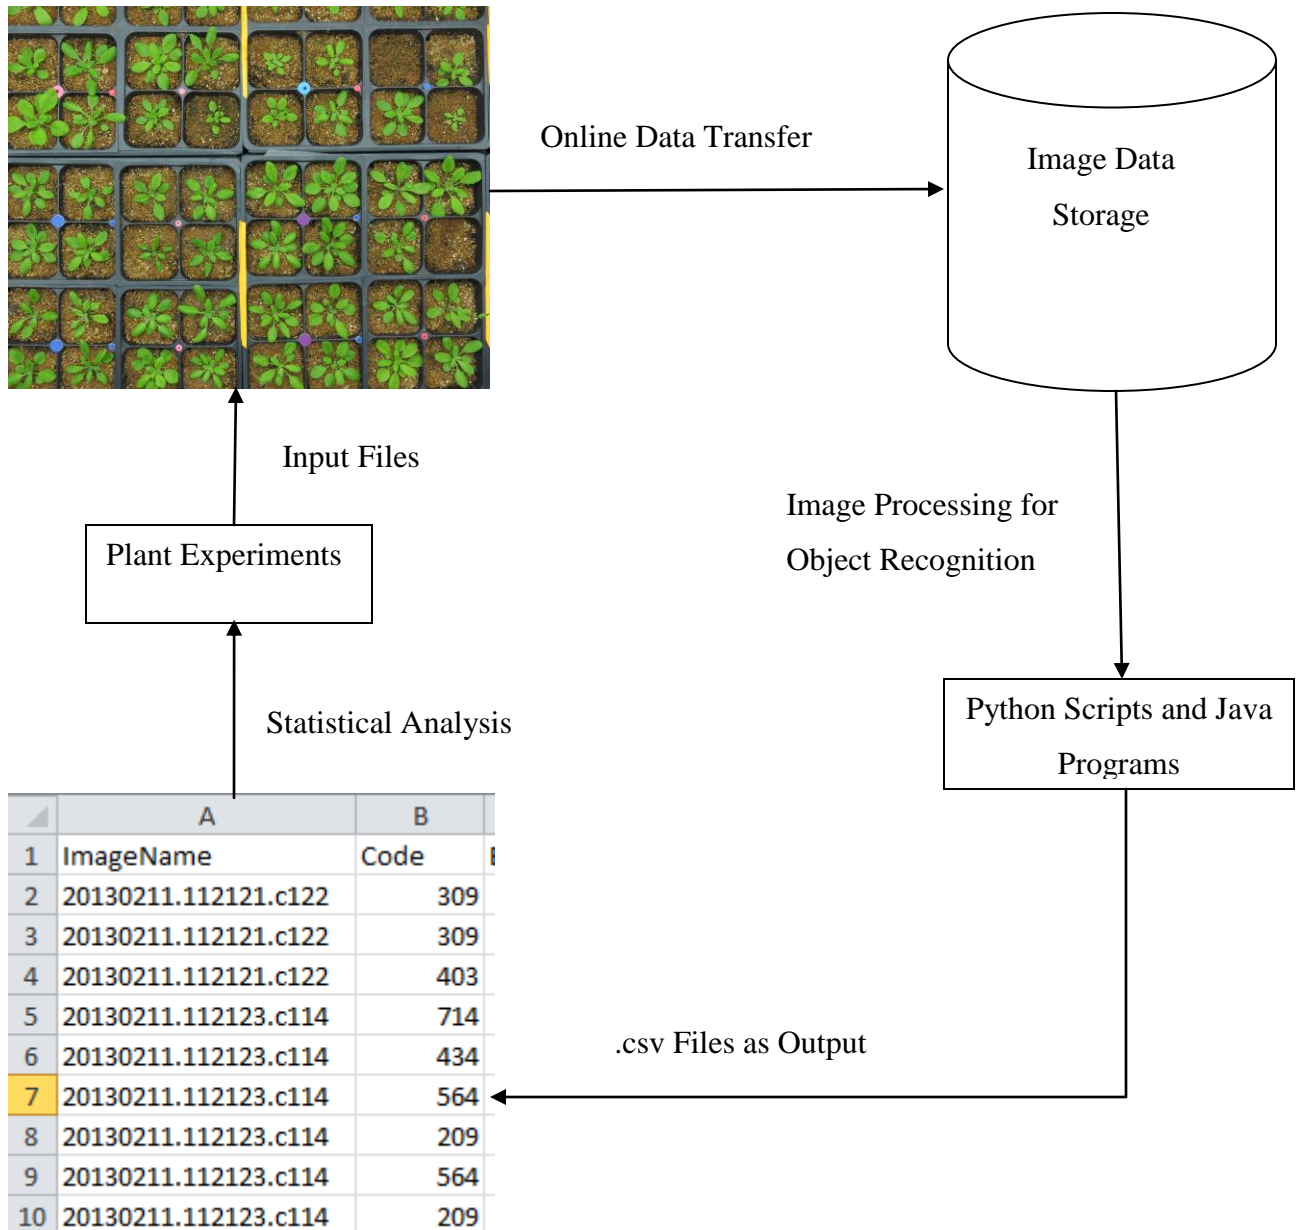 Online Data Transfer
Image Data
Storage
Input Files
Image Processing for
Object Recognition
Plant Experiments
Statistical Analysis
Python Scripts and Java
Programs
A B
1 ImageName Code
2 20130211.112121.c122 309
3 20130211.112121.c122 309
4 20130211.112121.c122 403
5 20130211.112123.c114 714
6 20130211.112123.c114 434
7 20130211.112123.c114 564
8 20130211.112123.c114 209
9 20130211.112123.c114 564
10 20130211.112123.c114 209
.csv Files as Output